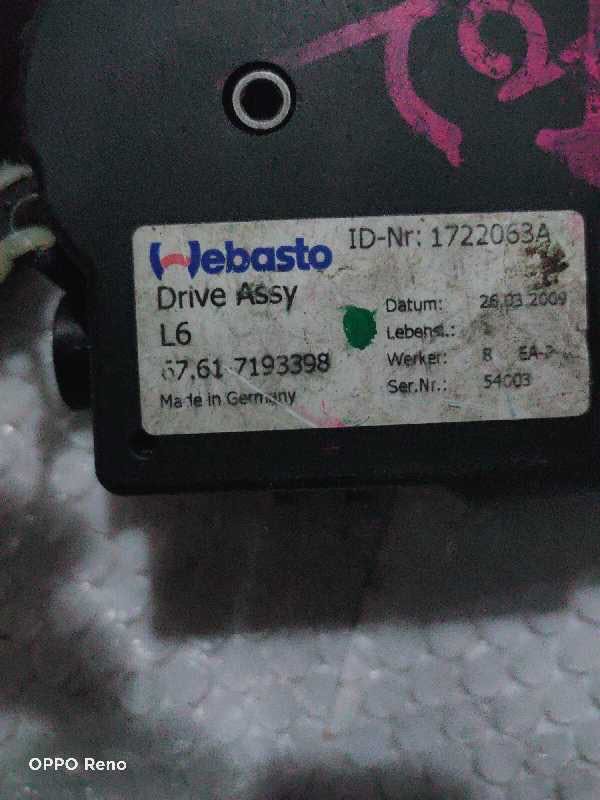 Webasto
ID-Nr: 1722063A
Drive Assy
L6
67.61 7193398
Made in Germany
Datum: 26.03.2009
Lebensl.:
Werker: 8 EA-
Ser.Nr.: 54003
OPPO Reno